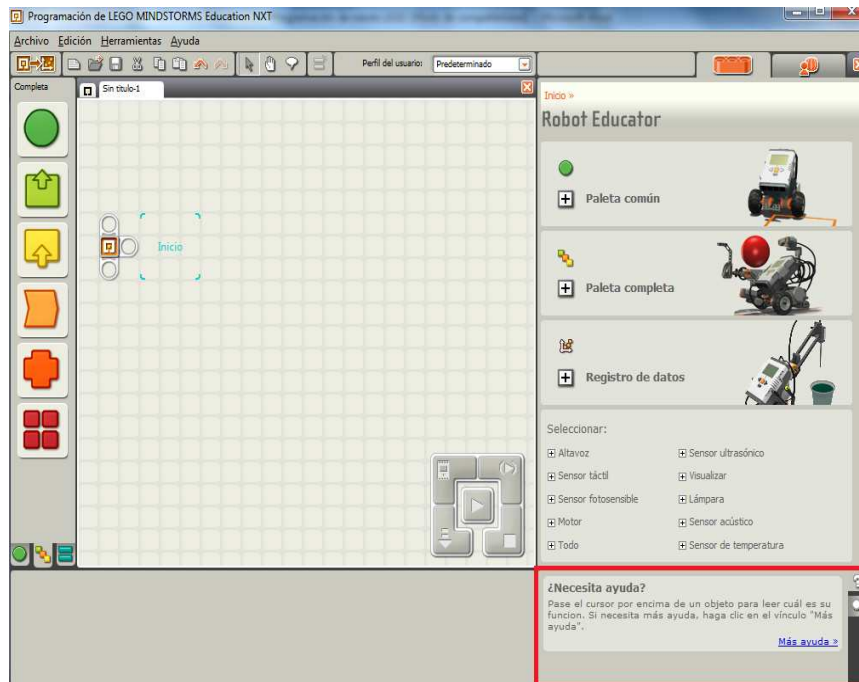 Programación de LEGO MINDSTORMS Education NXT
Archivo Edición Herramientas Ayuda
Perfil del usuario: Predeterminado
Completa
Sin título-1
Inicio
Inicio »
Robot Educator
Paleta común
Paleta completa
Registro de datos
Seleccionar:
Altavoz
Sensor ultrasónico
Sensor táctil
Visualizar
Sensor fotosensible
Lámpara
Motor
Sensor acústico
Todo
Sensor de temperatura
¿Necesita ayuda?
Pase el cursor por encima de un objeto para leer cuál es su
funcion. Si necesita más ayuda, haga clic en el vínculo "Más
ayuda".
Más ayuda »